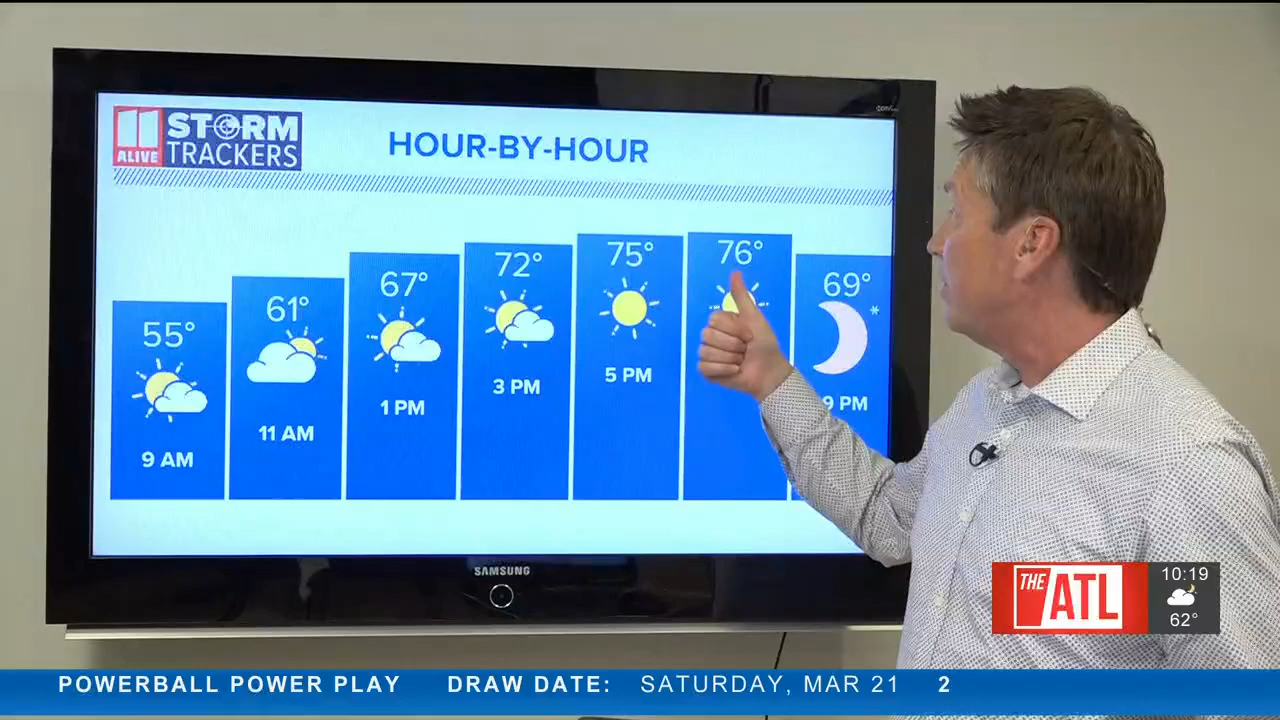 11
ALIVE
STORM
TRACKERS
HOUR-BY-HOUR
55°
9 AM
61°
11 AM
67°
1 PM
72°
3 PM
75°
5 PM
76°
69°
9 PM
SAMSUNG
THE ATL
10:19
62°
POWERBALL POWER PLAY DRAW DATE: SATURDAY, MAR 21 2